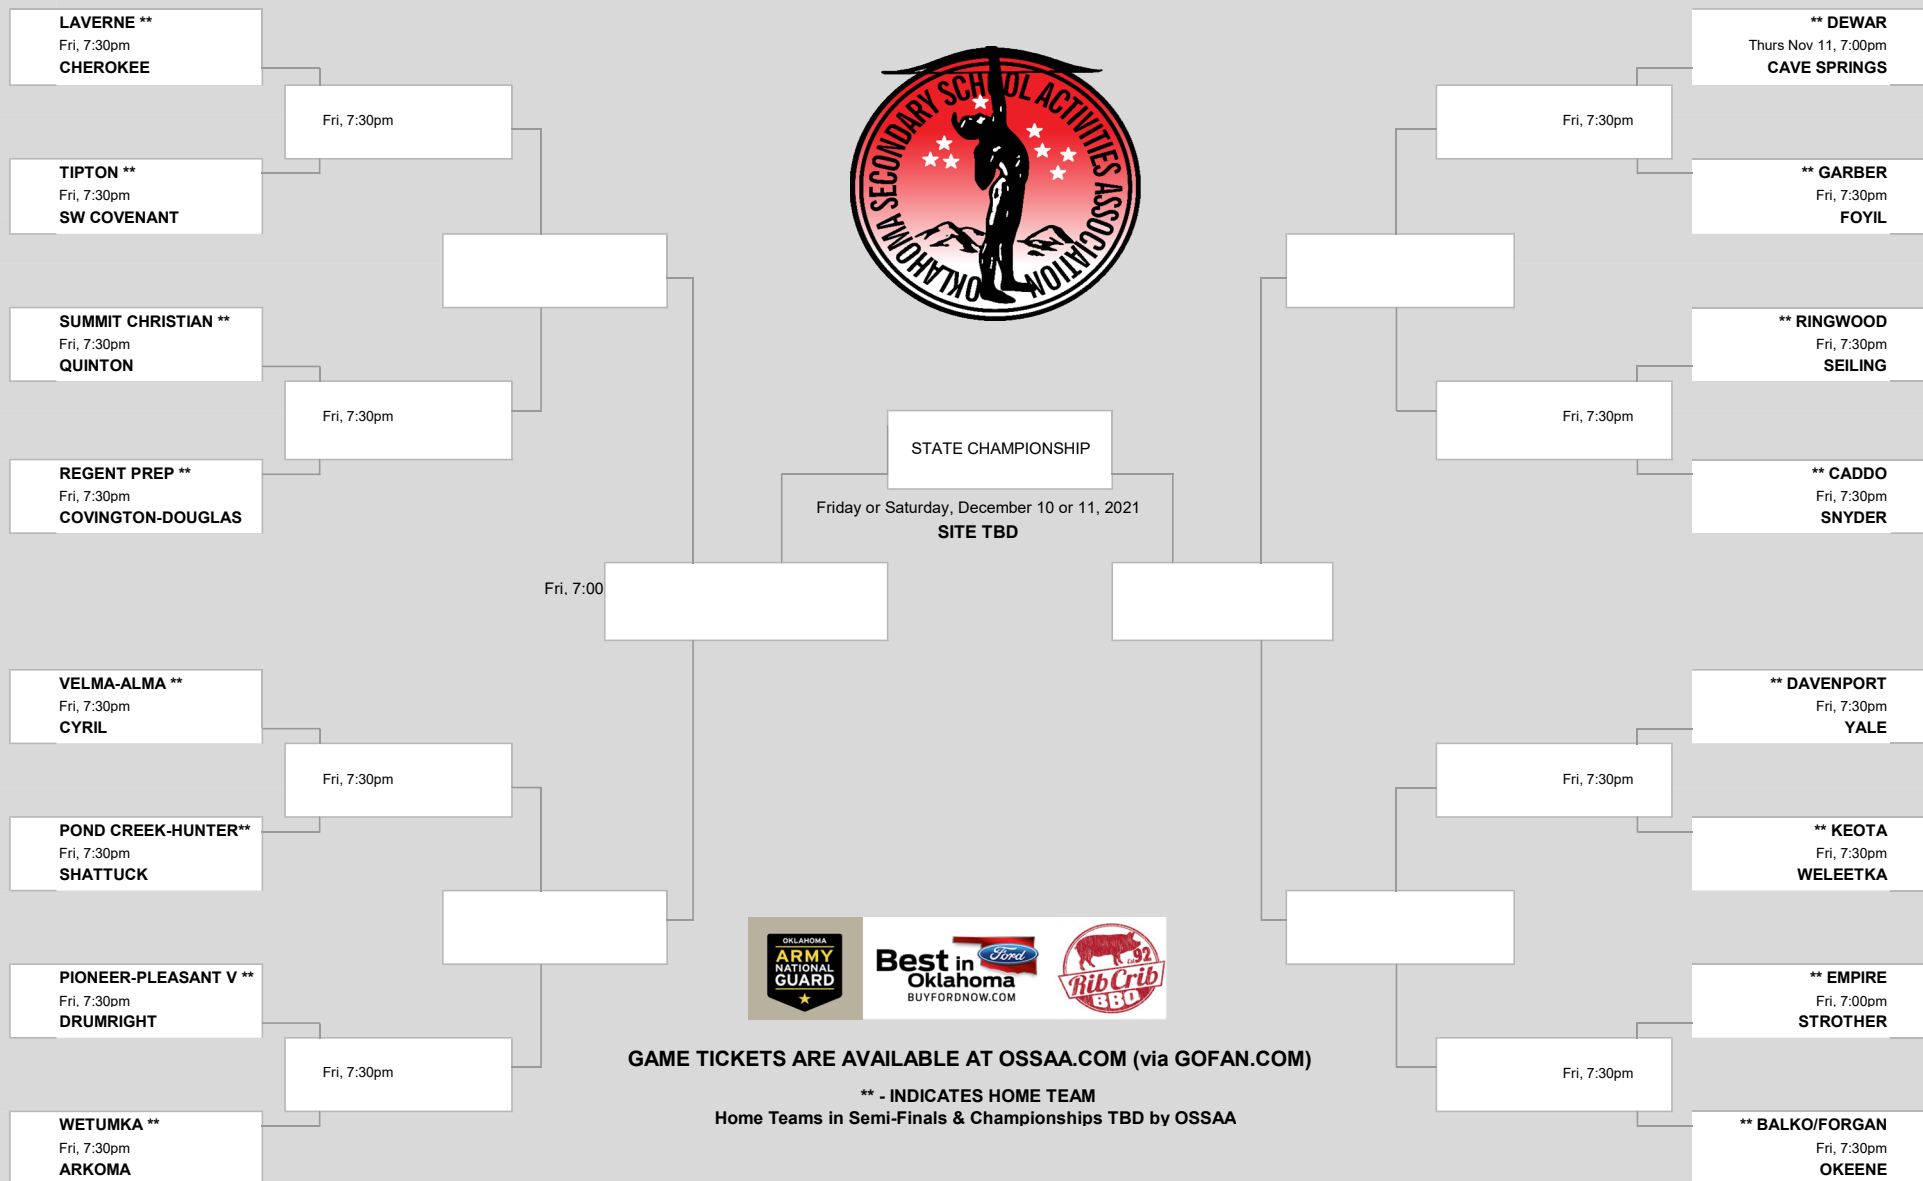 LAVERNE **
Fri, 7:30pm
CHEROKEE
Fri, 7:30pm
TIPTON **
Fri, 7:30pm
SW COVENANT
SUMMIT CHRISTIAN **
Fri, 7:30pm
QUINTON
Fri, 7:30pm
REGENT PREP **
Fri, 7:30pm
COVINGTON-DOUGLAS
Fri, 7:00
VELMA-ALMA **
Fri, 7:30pm
CYRIL
Fri, 7:30pm
POND CREEK-HUNTER**
Fri, 7:30pm
SHATTUCK
PIONEER-PLEASANT V **
Fri, 7:30pm
DRUMRIGHT
Fri, 7:30pm
WETUMKA **
Fri, 7:30pm
ARKOMA
OKLAHOMA SECONDARY SCHOOL ACTIVITIES ASSOCIATION
STATE CHAMPIONSHIP
Friday or Saturday, December 10 or 11, 2021
SITE TBD
OKLAHOMA
ARMY
NATIONAL
GUARD
Best in
Oklahoma
BUYFORDNOW.COM
Ford
Est. 92
RibCrib
BBQ
GAME TICKETS ARE AVAILABLE AT OSSAA.COM (via GOFAN.COM)
** - INDICATES HOME TEAM
Home Teams in Semi-Finals & Championships TBD by OSSAA
** DEWAR
Thurs Nov 11, 7:00pm
CAVE SPRINGS
Fri, 7:30pm
** GARBER
Fri, 7:30pm
FOYIL
** RINGWOOD
Fri, 7:30pm
SEILING
Fri, 7:30pm
** CADDO
Fri, 7:30pm
SNYDER
** DAVENPORT
Fri, 7:30pm
YALE
Fri, 7:30pm
** KEOTA
Fri, 7:30pm
WELEETKA
** EMPIRE
Fri, 7:00pm
STROTHER
Fri, 7:30pm
** BALKO/FORGAN
Fri, 7:30pm
OKEENE